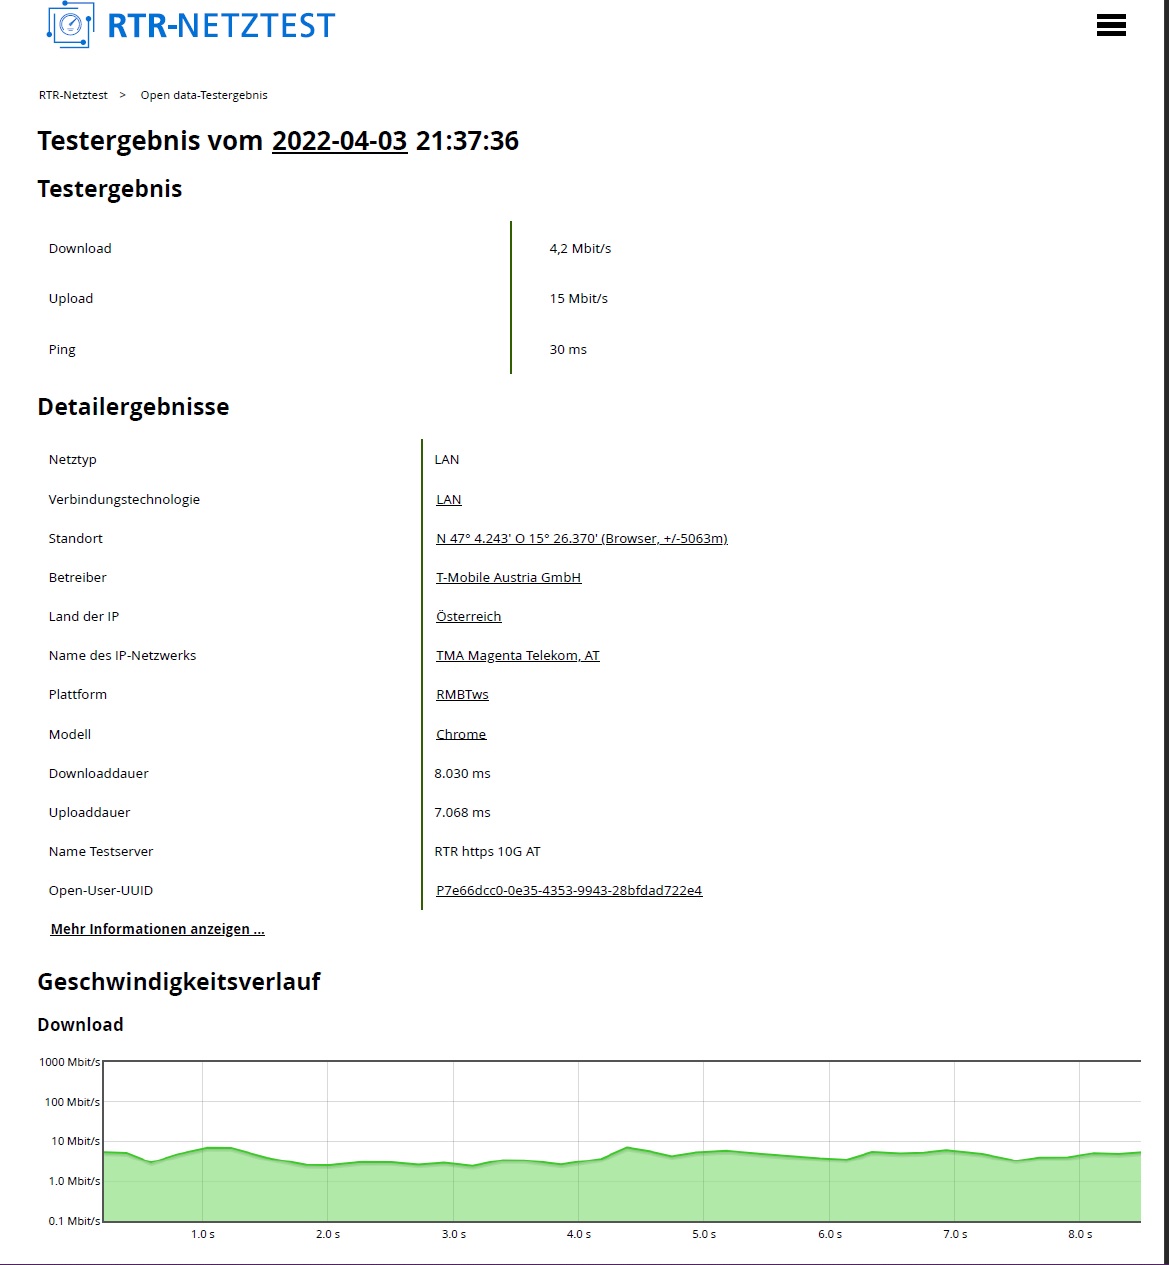 RTR-NETZTEST
RTR-Netztest > Open data-Testergebnis
Testergebnis vom 2022-04-03 21:37:36
Testergebnis
Download 4,2 Mbit/s
Upload 15 Mbit/s
Ping 30 ms
Detailergebnisse
Netztyp LAN
Verbindungstechnologie LAN
Standort N 47° 4.243' O 15° 26.370' (Browser, +/-5063m)
Betreiber T-Mobile Austria GmbH
Land der IP Österreich
Name des IP-Netzwerks TMA Magenta Telekom, AT
Plattform RMBTws
Modell Chrome
Downloaddauer 8.030 ms
Uploaddauer 7.068 ms
Name Testserver RTR https 10G AT
Open-User-UUID P7e66dcc0-0e35-4353-9943-28bfdad722e4
Mehr Informationen anzeigen ...
Geschwindigkeitsverlauf
Download
1000 Mbit/s
100 Mbit/s
10 Mbit/s
1.0 Mbit/s
0.1 Mbit/s
1.0 s 2.0 s 3.0 s 4.0 s 5.0 s 6.0 s 7.0 s 8.0 s